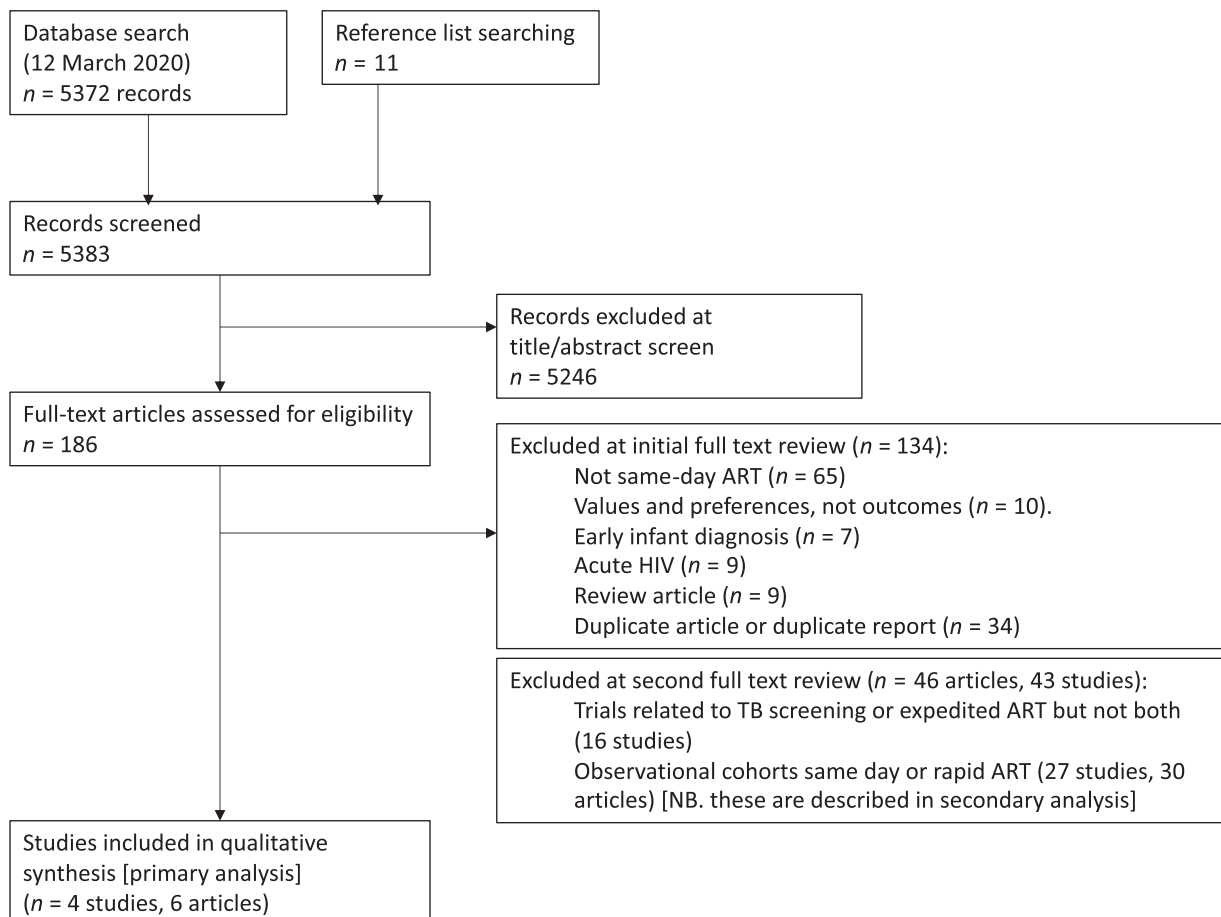 Database search
(12 March 2020)
n = 5372 records
Reference list searching
n = 11
Records screened
n = 5383
Records excluded at
title/abstract screen
n = 5246
Full-text articles assessed for eligibility
n = 186
Excluded at initial full text review (n = 134):
Not same-day ART (n = 65)
Values and preferences, not outcomes (n = 10).
Early infant diagnosis (n = 7)
Acute HIV (n = 9)
Review article (n = 9)
Duplicate article or duplicate report (n = 34)
Excluded at second full text review (n = 46 articles, 43 studies):
Trials related to TB screening or expedited ART but not both
(16 studies)
Observational cohorts same day or rapid ART (27 studies, 30
articles) [NB. these are described in secondary analysis]
Studies included in qualitative
synthesis [primary analysis]
(n = 4 studies, 6 articles)